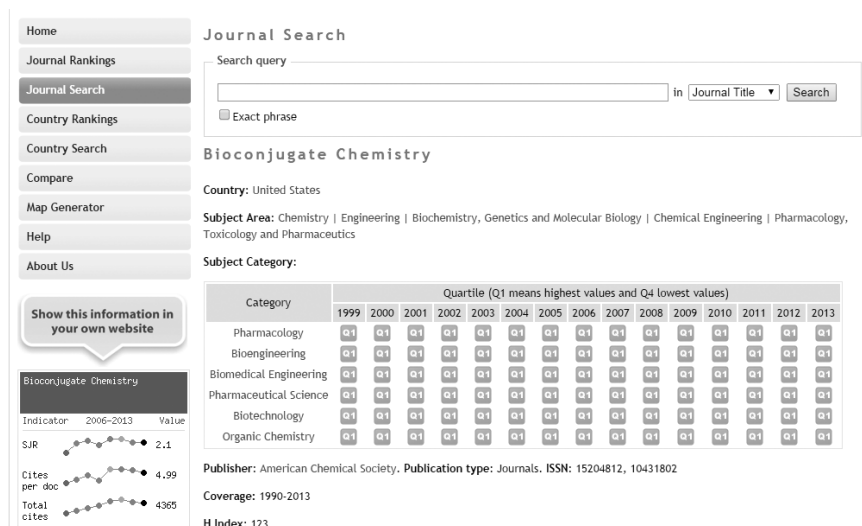 Home
Journal Rankings
Journal Search
Country Rankings
Country Search
Compare
Map Generator
Help
About Us
Show this information in
your own website
Bioconjugate Chemistry
Indicator 2006-2013 Value
SJR 2.1
Cites
per doc 4.99
Total
cites 4365
Journal Search
Search query
in Journal Title ▼ Search
Exact phrase
Bioconjugate Chemistry
Country: United States
Subject Area: Chemistry | Engineering | Biochemistry, Genetics and Molecular Biology | Chemical Engineering | Pharmacology,
Toxicology and Pharmaceutics
Subject Category:
Category
Quartile (Q1 means highest values and Q4 lowest values)
1999 2000 2001 2002 2003 2004 2005 2006 2007 2008 2009 2010 2011 2012 2013
Pharmacology Q1 Q1 Q1 Q1 Q1 Q1 Q1 Q1 Q1 Q1 Q1 Q1 Q1 Q1 Q1
Bioengineering Q1 Q1 Q1 Q1 Q1 Q1 Q1 Q1 Q1 Q1 Q1 Q1 Q1 Q1 Q1
Biomedical Engineering Q1 Q1 Q1 Q1 Q1 Q1 Q1 Q1 Q1 Q1 Q1 Q1 Q1 Q1 Q1
Pharmaceutical Science Q1 Q1 Q1 Q1 Q1 Q1 Q1 Q1 Q1 Q1 Q1 Q1 Q1 Q1 Q1
Biotechnology Q1 Q1 Q1 Q1 Q1 Q1 Q1 Q1 Q1 Q1 Q1 Q1 Q1 Q1 Q1
Organic Chemistry Q1 Q1 Q1 Q1 Q1 Q1 Q1 Q1 Q1 Q1 Q1 Q1 Q1 Q1 Q1
Publisher: American Chemical Society. Publication type: Journals. ISSN: 15204812, 10431802
Coverage: 1990-2013
H Index: 123